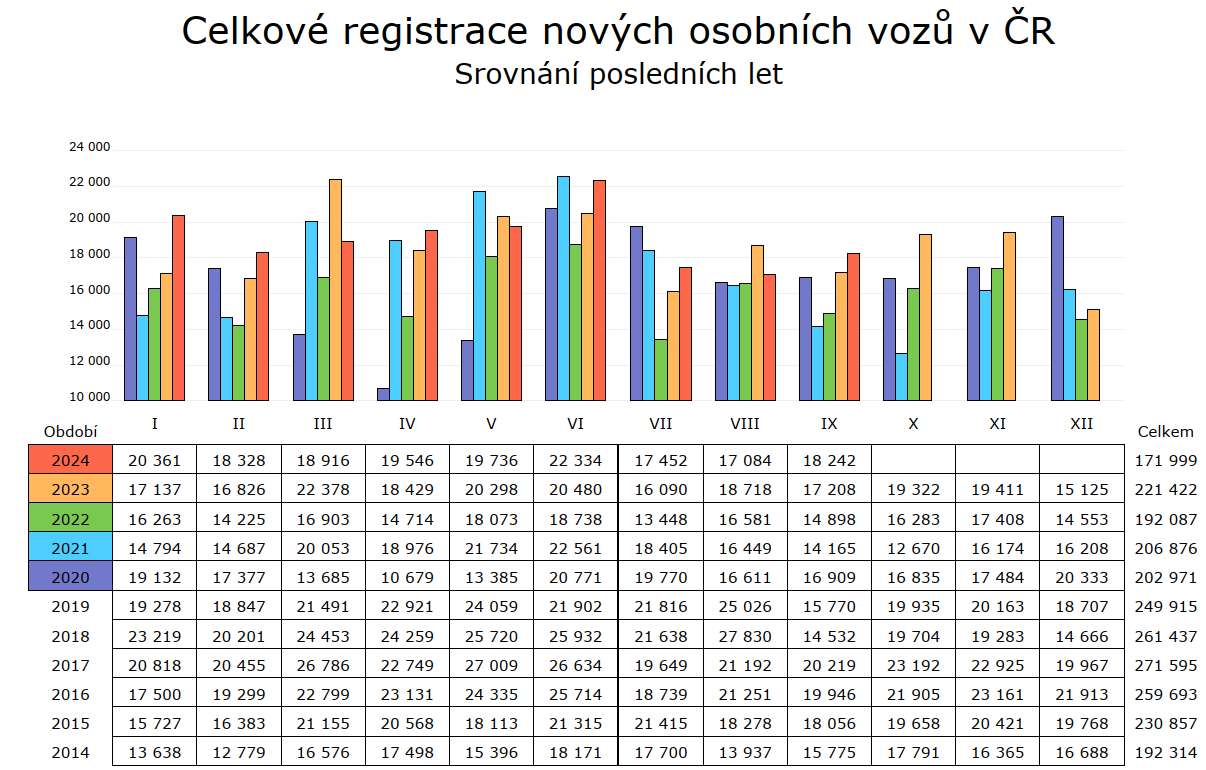 Celkové registrace nových osobních vozů v ČR
Srovnání posledních let
24 000
22 000
20 000
18 000
16 000
14 000
12 000
10 000
Období I II III IV V VI VII VIII IX X XI XII Celkem
2024 20 361 18 328 18 916 19 546 19 736 22 334 17 452 17 084 18 242 171 999
2023 17 137 16 826 22 378 18 429 20 298 20 480 16 090 18 718 17 208 19 322 19 411 15 125 221 422
2022 16 263 14 225 16 903 14 714 18 073 18 738 13 448 16 581 14 898 16 283 17 408 14 553 192 087
2021 14 794 14 687 20 053 18 976 21 734 22 561 18 405 16 449 14 165 12 670 16 174 16 208 206 876
2020 19 132 17 377 13 685 10 679 13 385 20 771 19 770 16 611 16 909 16 835 17 484 20 333 202 971
2019 19 278 18 847 21 491 22 921 24 059 21 902 21 816 25 026 15 770 19 935 20 163 18 707 249 915
2018 23 219 20 201 24 453 24 259 25 720 25 932 21 638 27 830 14 532 19 704 19 283 14 666 261 437
2017 20 818 20 455 26 786 22 749 27 009 26 634 19 649 21 192 20 219 23 192 22 925 19 967 271 595
2016 17 500 19 299 22 799 23 131 24 335 25 714 18 739 21 251 19 946 21 905 23 161 21 913 259 693
2015 15 727 16 383 21 155 20 568 18 113 21 315 21 415 18 278 18 056 19 658 20 421 19 768 230 857
2014 13 638 12 779 16 576 17 498 15 396 18 171 17 700 13 937 15 775 17 791 16 365 16 688 192 314